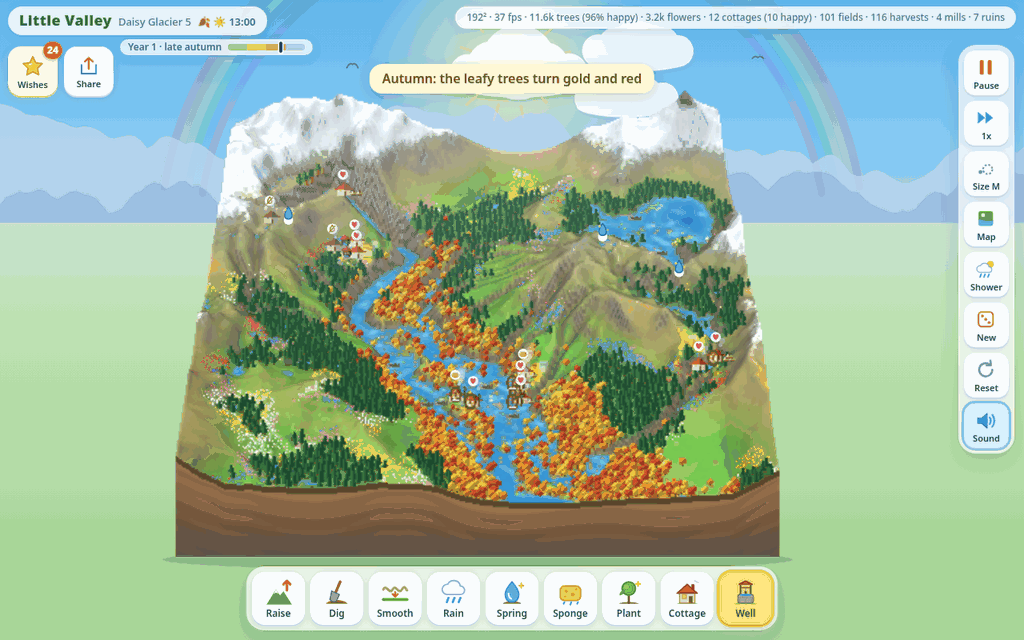 Little Valley Daisy Glacier 5 13:00
192² · 37 fps · 11.6k trees (96% happy) · 3.2k flowers · 12 cottages (10 happy) · 101 fields · 116 harvests · 4 mills · 7 ruins
Year 1 · late autumn
24
Wishes
Share
Autumn: the leafy trees turn gold and red
Pause
1x
Size M
Map
Shower
New
Reset
Sound
Raise
Dig
Smooth
Rain
Spring
Sponge
Plant
Cottage
Well